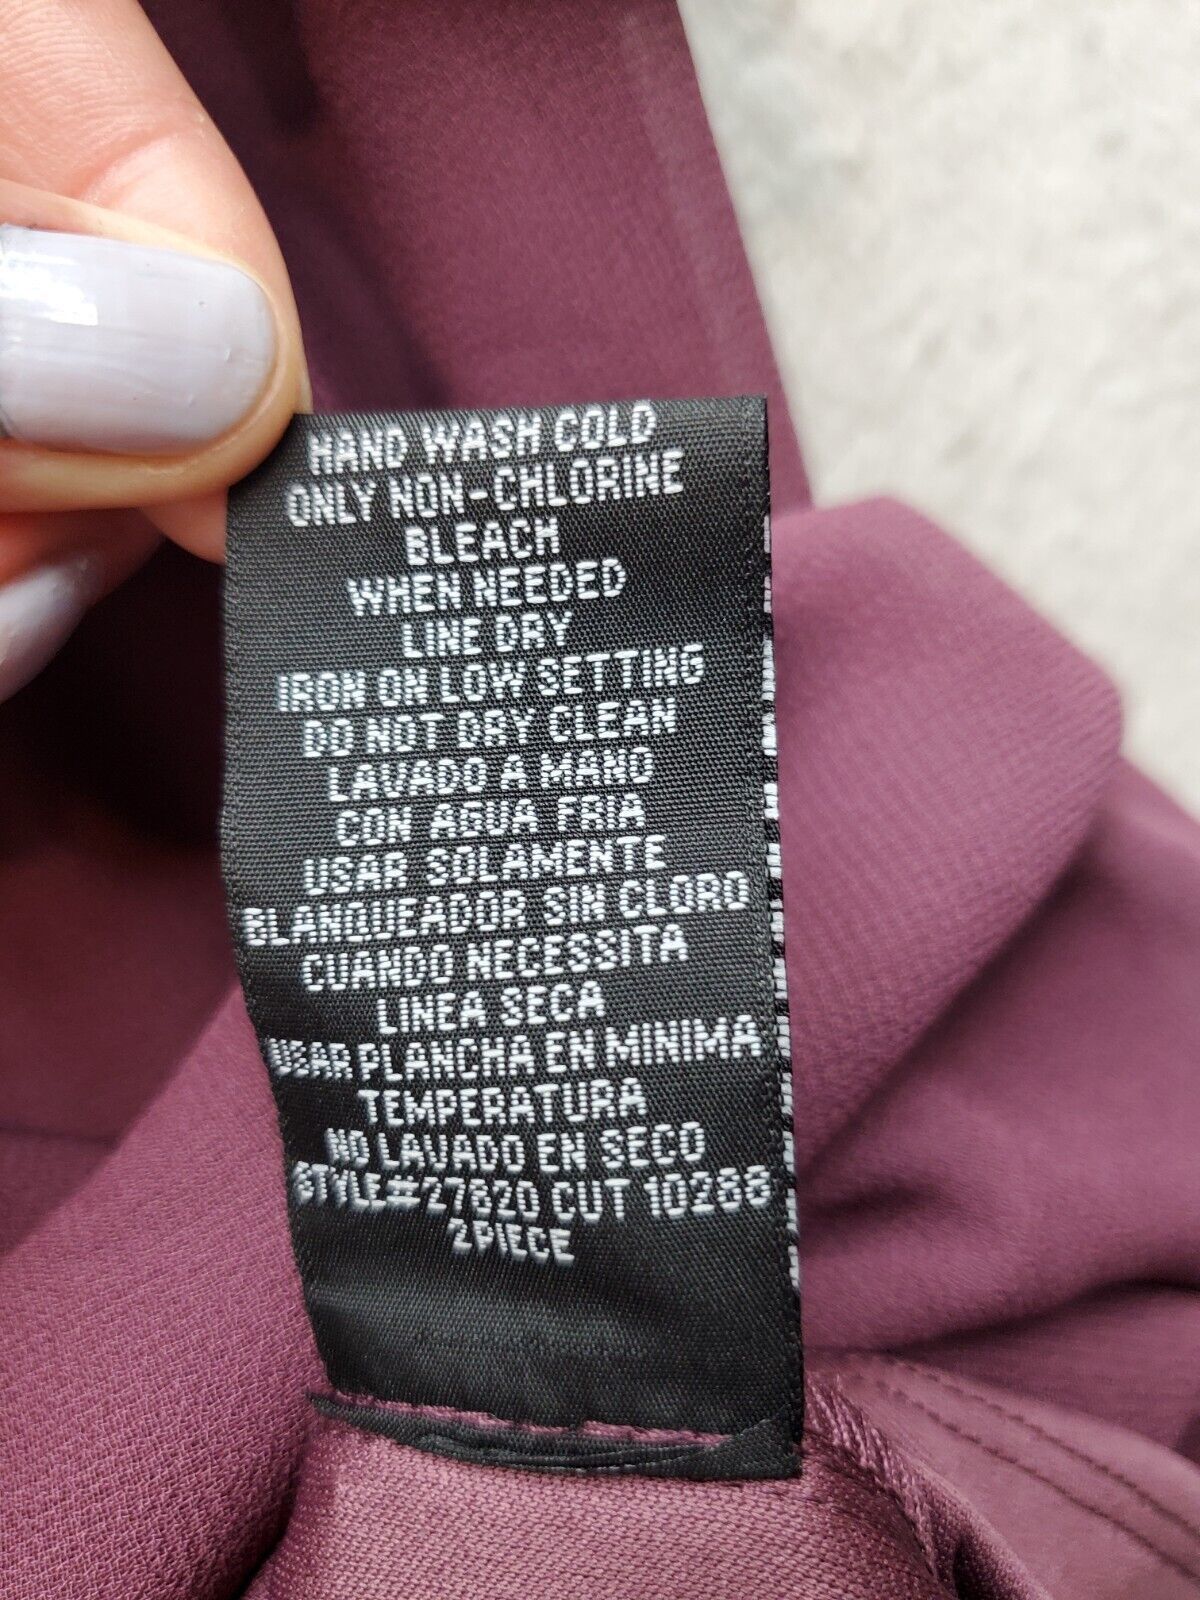 HAND WASH COLD
ONLY NON-CHLORINE
BLEACH
WHEN NEEDED
LINE DRY
IRON ON LOW SETTING
DO NOT DRY CLEAN
LAVADO A MANO
CON AGUA FRIA
USAR SOLAMENTE
BLANQUEADOR SIN CLORO
CUANDO NECESSITA
LINEA SECA
USAR PLANCHA EN MINIMA
TEMPERATURA
NO LAVADO EN SECO
STYLE#27820 CUT 10288
2PIECE